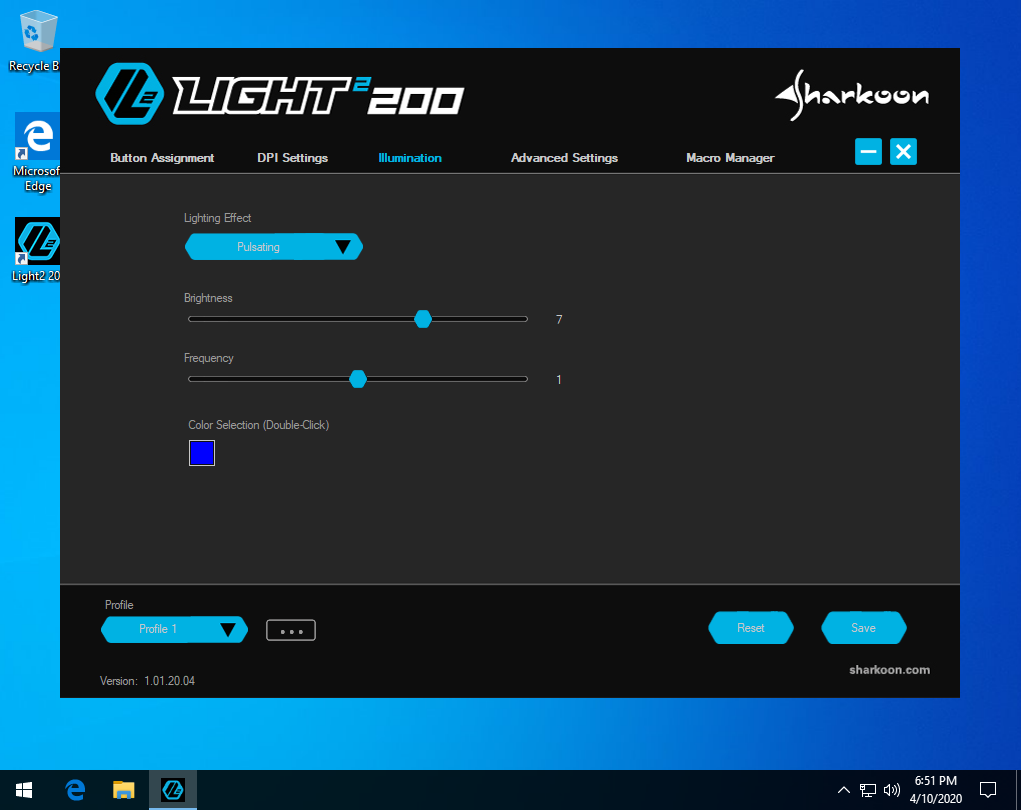 Recycle B
Microsof
Edge
Light2 20
LIGHT² 200
Sharkoon
Button Assignment
DPI Settings
Illumination
Advanced Settings
Macro Manager
Lighting Effect
Pulsating
Brightness
7
Frequency
1
Color Selection (Double-Click)
Profile
Profile 1
...
Reset
Save
sharkoon.com
Version: 1.01.20.04
6:51 PM
4/10/2020